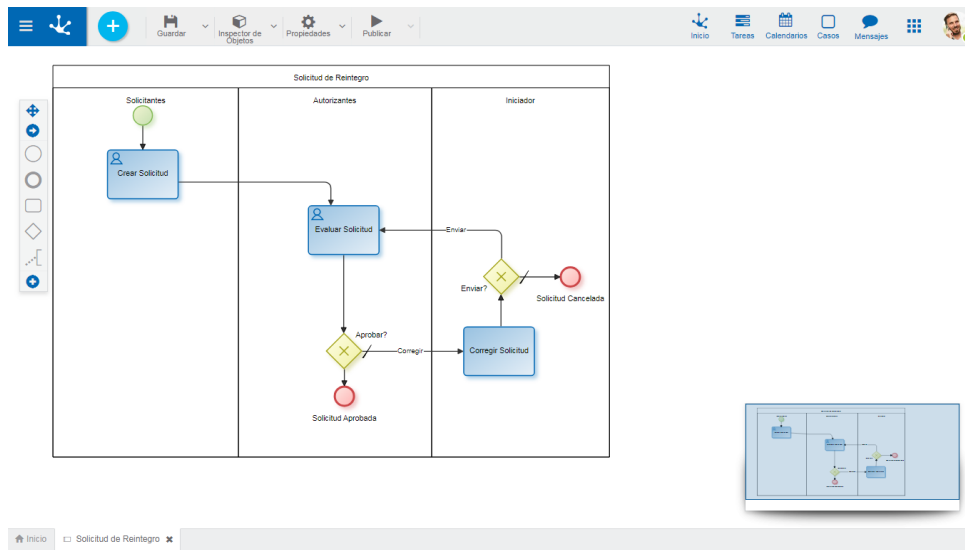 Guardar
Inspector de
Objetos
Propiedades
Publicar
Inicio
Tareas
Calendarios
Casos
Mensajes
Solicitud de Reintegro
Solicitantes
Autorizantes
Iniciador
Crear Solicitud
Evaluar Solicitud
Enviar
Enviar?
Solicitud Cancelada
Aprobar?
Corregir
Corregir Solicitud
Solicitud Aprobada
Inicio
Solicitud de Reintegro